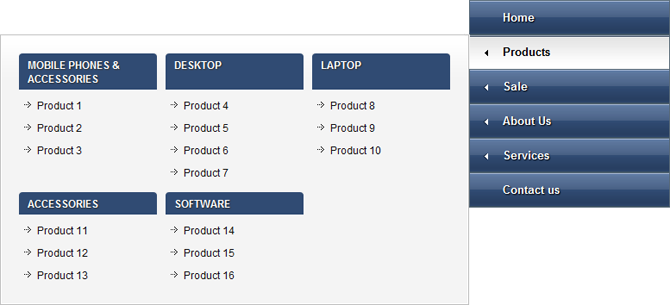 Home
Products
Sale
About Us
Services
Contact us
MOBILE PHONES &
ACCESSORIES
Product 1
Product 2
Product 3
DESKTOP
Product 4
Product 5
Product 6
Product 7
LAPTOP
Product 8
Product 9
Product 10
ACCESSORIES
Product 11
Product 12
Product 13
SOFTWARE
Product 14
Product 15
Product 16